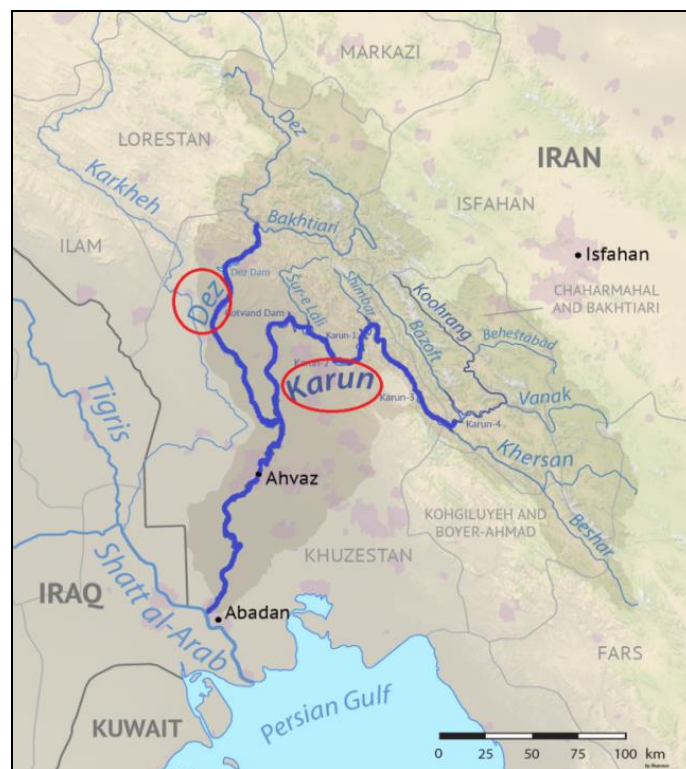 MARKAZI
Dez
LORESTAN
IRAN
Karkheh
ISFAHAN
Bakhtiari
ILAM
Isfahan
Dez Dam
CHAHARMAHAL
AND BAKHTIARI
Dez
Sur-e Lali
Shimbar
Koohrang
Gotvand Dam
Bazoft
Karun-1
Beheštabad
Karun-2
Karun
Karun-3
Vanak
Tigris
Karun-4
Khersan
Ahvaz
KOHGILUYEH AND
BOYER-AHMAD
Beshar
KHUZESTAN
Shatt al-Arab
IRAQ
Abadan
FARS
Persian Gulf
KUWAIT
0 25 50 75 100 km